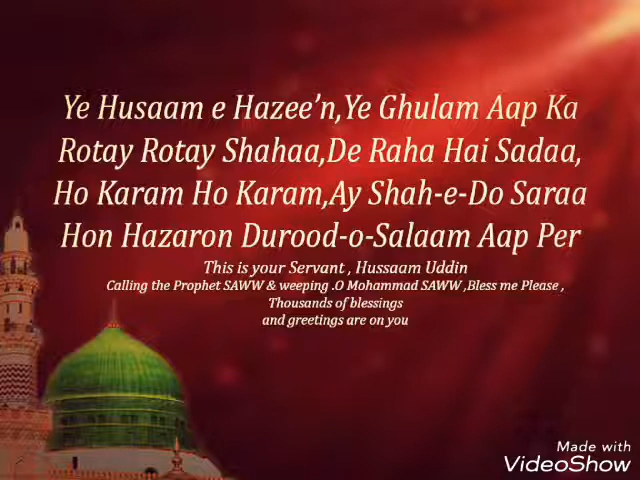 Ye Husaam e Hazee’n,Ye Ghulam Aap Ka
Rotay Rotay Shahaa,De Raha Hai Sadaa,
Ho Karam Ho Karam,Ay Shah-e-Do Saraa
Hon Hazaron Durood-o-Salaam Aap Per
This is your Servant , Hussaam Uddin
Calling the Prophet SAWW & weeping .O Mohammad SAWW ,Bless me Please ,
Thousands of blessings
and greetings are on you
Made with
VideoShow